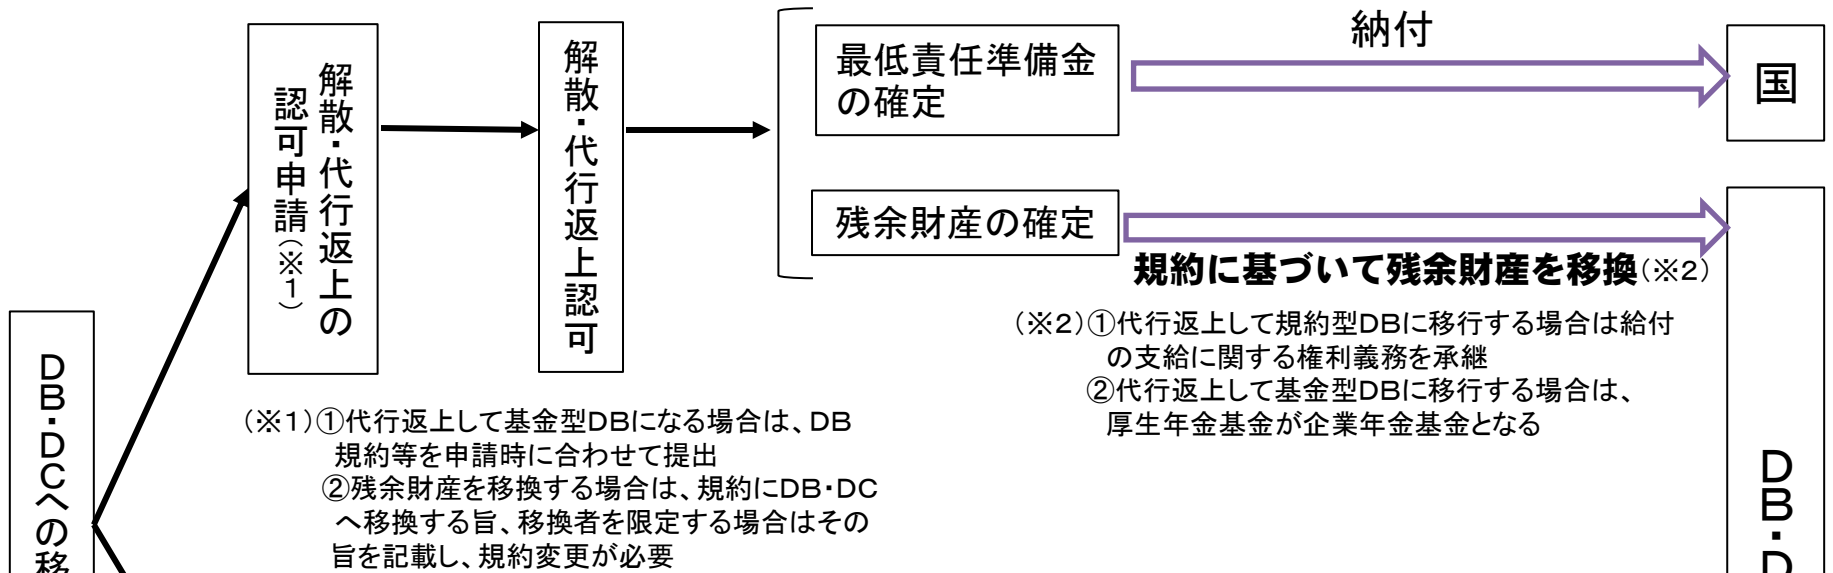 DB・DCへの移
解散・代行返上の
認可申請(※1)
解散・代行返上認可
最低責任準備金
の確定
納付
国
残余財産の確定
規約に基づいて残余財産を移換(※2)
(※2)①代行返上して規約型DBに移行する場合は給付
の支給に関する権利義務を承継
②代行返上して基金型DBに移行する場合は、
厚生年金基金が企業年金基金となる
(※1)①代行返上して基金型DBになる場合は、DB
規約等を申請時に合わせて提出
②残余財産を移換する場合は、規約にDB・DC
へ移換する旨、移換者を限定する場合はその
旨を記載し、規約変更が必要
DB・D